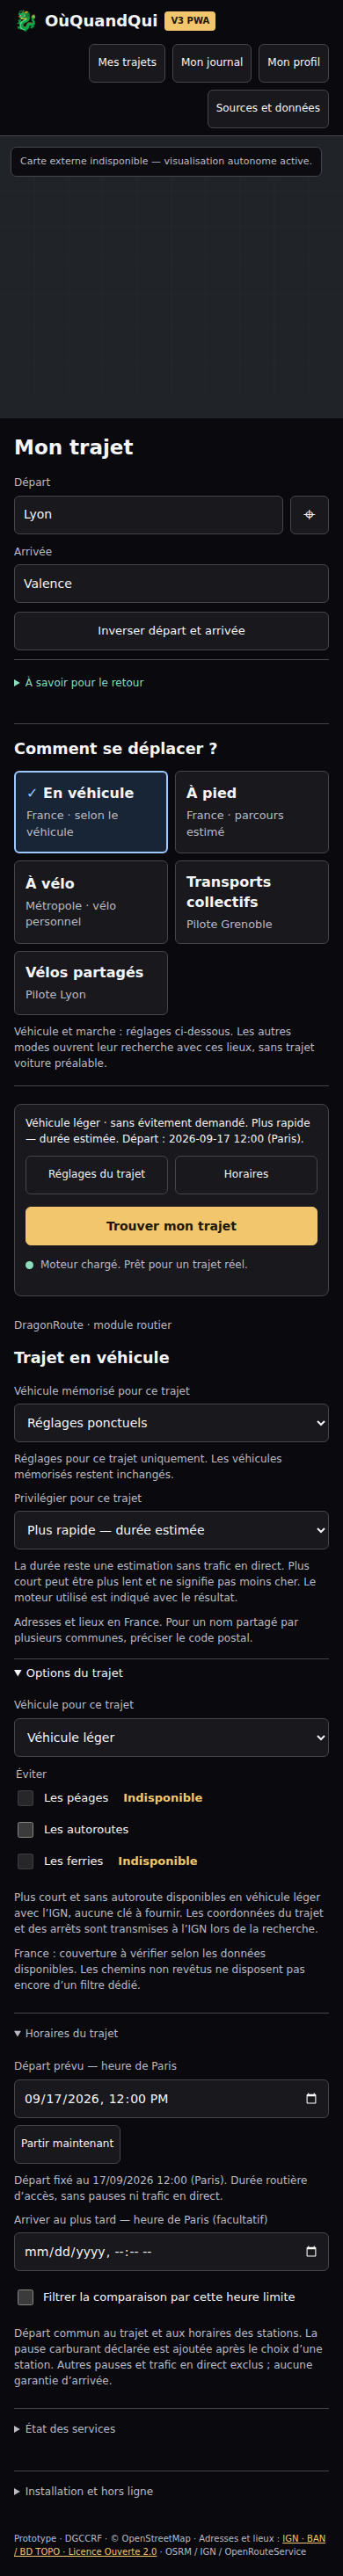 OùQuandQui V3 PWA
Mes trajets Mon journal Mon profil
Sources et données
Carte externe indisponible — visualisation autonome active.
Mon trajet
Départ
Lyon
Arrivée
Valence
Inverser départ et arrivée
À savoir pour le retour
Comment se déplacer ?
✓ En véhicule
France · selon le
véhicule
À pied
France · parcours
estimé
À vélo
Métropole · vélo
personnel
Transports
collectifs
Pilote Grenoble
Vélos partagés
Pilote Lyon
Véhicule et marche : réglages ci-dessous. Les autres
modes ouvrent leur recherche avec ces lieux, sans trajet
voiture préalable.
Véhicule léger · sans évitement demandé. Plus rapide
— durée estimée. Départ : 2026-09-17 12:00 (Paris).
Réglages du trajet Horaires
Trouver mon trajet
Moteur chargé. Prêt pour un trajet réel.
DragonRoute · module routier
Trajet en véhicule
Véhicule mémorisé pour ce trajet
Réglages ponctuels
Réglages pour ce trajet uniquement. Les véhicules
mémorisés restent inchangés.
Privilégier pour ce trajet
Plus rapide — durée estimée
La durée reste une estimation sans trafic en direct. Plus
court peut être plus lent et ne signifie pas moins cher. Le
moteur utilisé est indiqué avec le résultat.
Adresses et lieux en France. Pour un nom partagé par
plusieurs communes, préciser le code postal.
Options du trajet
Véhicule pour ce trajet
Véhicule léger
Éviter
Les péages Indisponible
Les autoroutes
Les ferries Indisponible
Plus court et sans autoroute disponibles en véhicule léger
avec l’IGN, aucune clé à fournir. Les coordonnées du trajet
et des arrêts sont transmises à l’IGN lors de la recherche.
France : couverture à vérifier selon les données
disponibles. Les chemins non revêtus ne disposent pas
encore d’un filtre dédié.
Horaires du trajet
Départ prévu — heure de Paris
09/17/2026, 12:00 PM
Partir maintenant
Départ fixé au 17/09/2026 12:00 (Paris). Durée routière
d’accès, sans pauses ni trafic en direct.
Arriver au plus tard — heure de Paris (facultatif)
mm/dd/yyyy, --:-- --
Filtrer la comparaison par cette heure limite
Départ commun au trajet et aux horaires des stations. La
pause carburant déclarée est ajoutée après le choix d’une
station. Autres pauses et trafic en direct exclus ; aucune
garantie d’arrivée.
État des services
Installation et hors ligne
Prototype · DGCCRF · © OpenStreetMap · Adresses et lieux : IGN · BAN
/ BD TOPO · Licence Ouverte 2.0 · OSRM / IGN / OpenRouteService